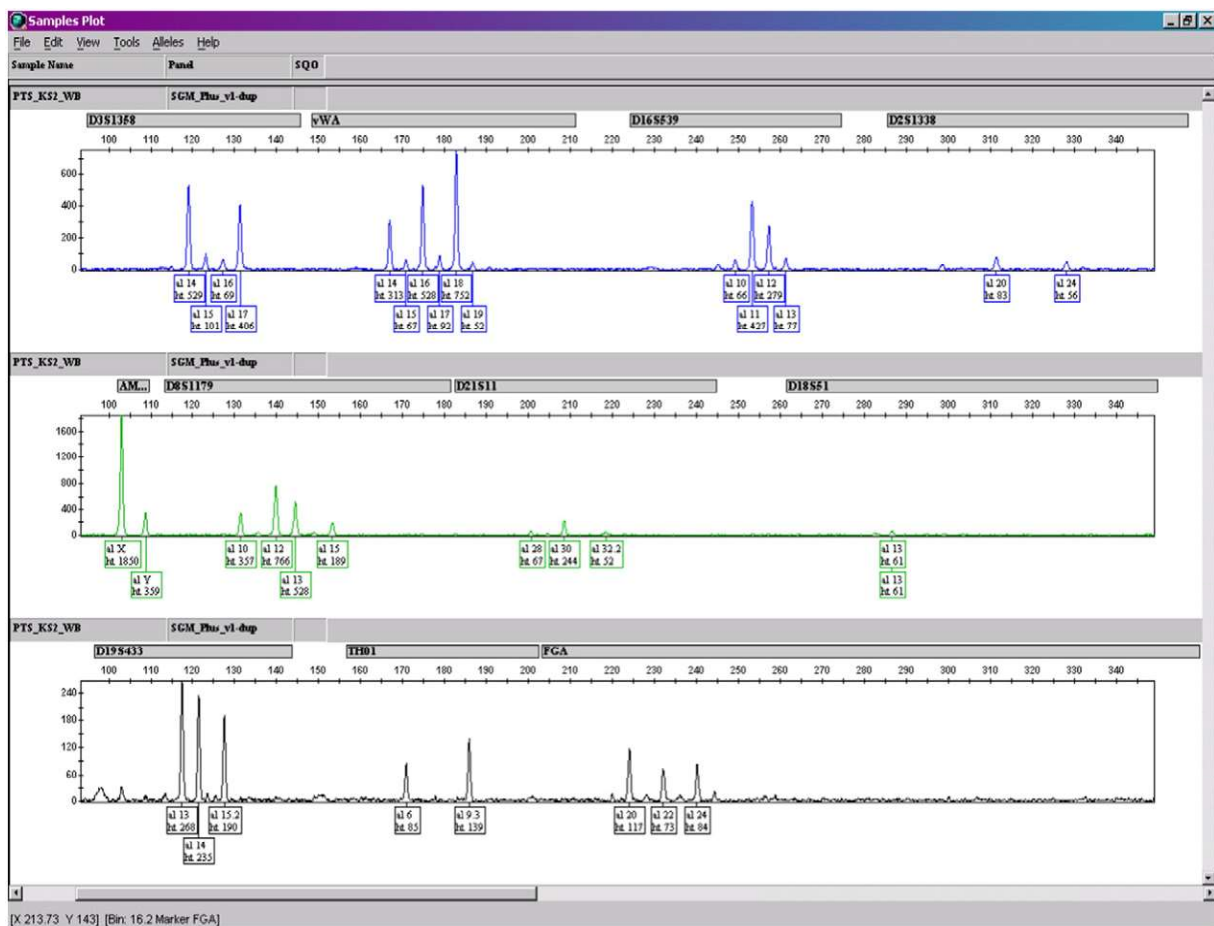 Samples Plot
File Edit View Tools Alleles Help
Sample Name Panel SQO
PTS_KS2_WB SGM_Plus_v1-dup
D3S1358 vWA D16S539 D2S1338
100 110 120 130 140 150 160 170 180 190 200 210 220 230 240 250 260 270 280 290 300 310 320 330 340
600
400
200
0
al 14 al 16 al 14 al 16 al 18 al 10 al 12 al 20 al 24
ht 529 ht 69 ht 313 ht 528 ht 752 ht 66 ht 279 ht 83 ht 56
al 15 al 17 al 15 al 17 al 19 al 11 al 13
ht 101 ht 406 ht 67 ht 92 ht 52 ht 427 ht 77
PTS_KS2_WB SGM_Plus_v1-dup
AM... D8S1179 D21S11 D18S51
100 110 120 130 140 150 160 170 180 190 200 210 220 230 240 250 260 270 280 290 300 310 320 330 340
1600
1200
800
400
0
al X al 10 al 12 al 15 al 28 al 30 al 32.2 al 13
ht 1850 ht 357 ht 766 ht 189 ht 67 ht 244 ht 52 ht 61
al Y al 13 al 13
ht 359 ht 528 ht 61
PTS_KS2_WB SGM_Plus_v1-dup
D19S433 TH01 FGA
100 110 120 130 140 150 160 170 180 190 200 210 220 230 240 250 260 270 280 290 300 310 320 330 340
240
180
120
60
0
al 13 al 15.2 al 6 al 9.3 al 20 al 22 al 24
ht 268 ht 190 ht 85 ht 139 ht 117 ht 73 ht 84
al 14
ht 235
[X 213.73 Y 143] [Bin: 16.2 Marker FGA]